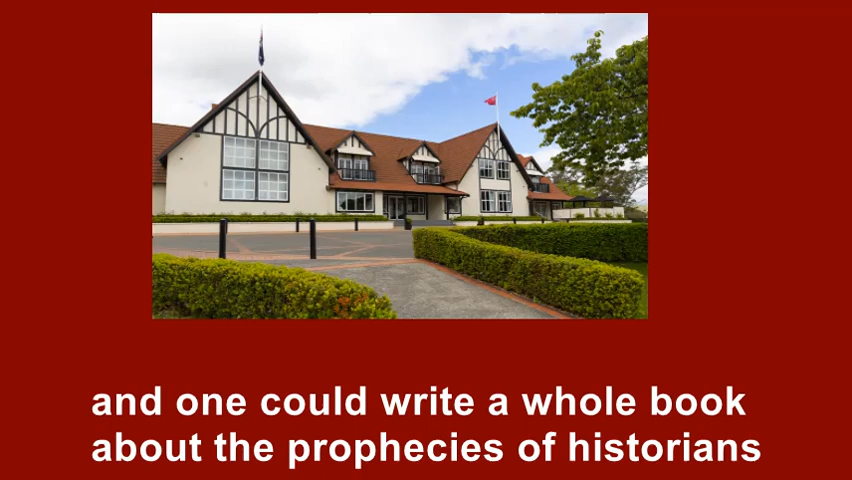 and one could write a whole book
about the prophecies of historians